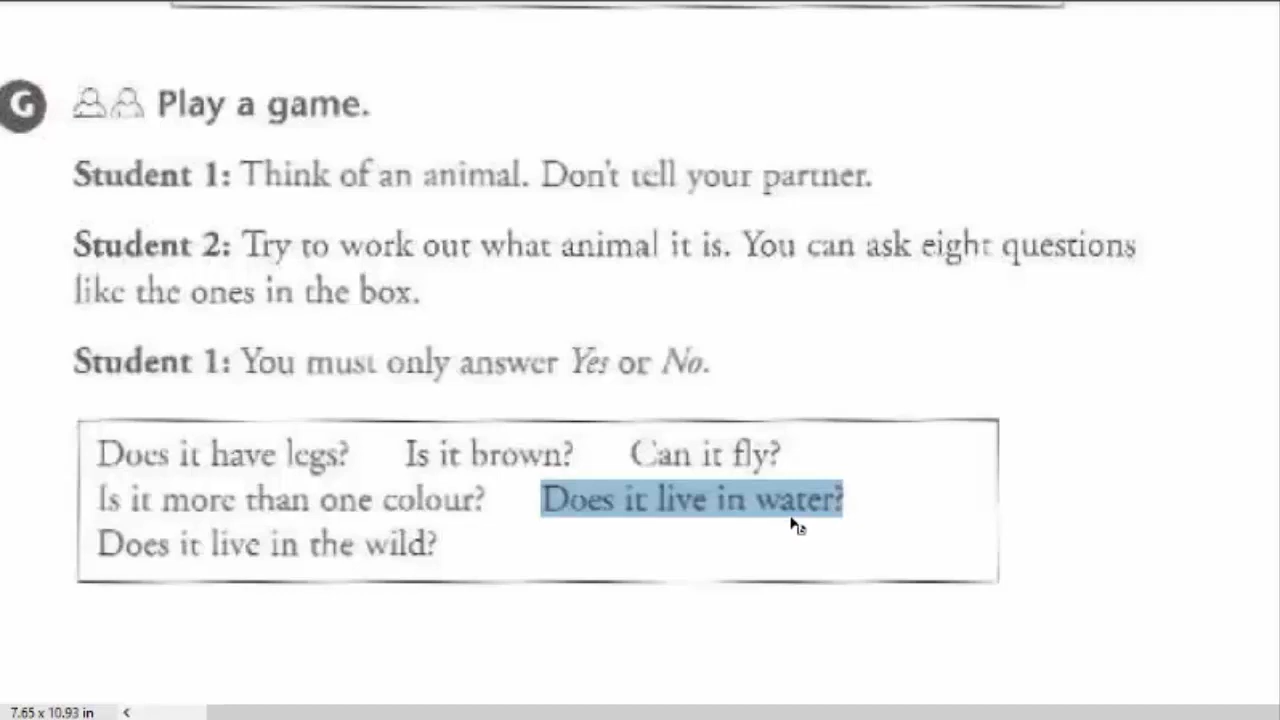 G Play a game.
Student 1: Think of an animal. Don't tell your partner.
Student 2: Try to work out what animal it is. You can ask eight questions
like the ones in the box.
Student 1: You must only answer Yes or No.
Does it have legs? Is it brown? Can it fly?
Is it more than one colour? Does it live in water?
Does it live in the wild?
7.65 x 10.93 in <